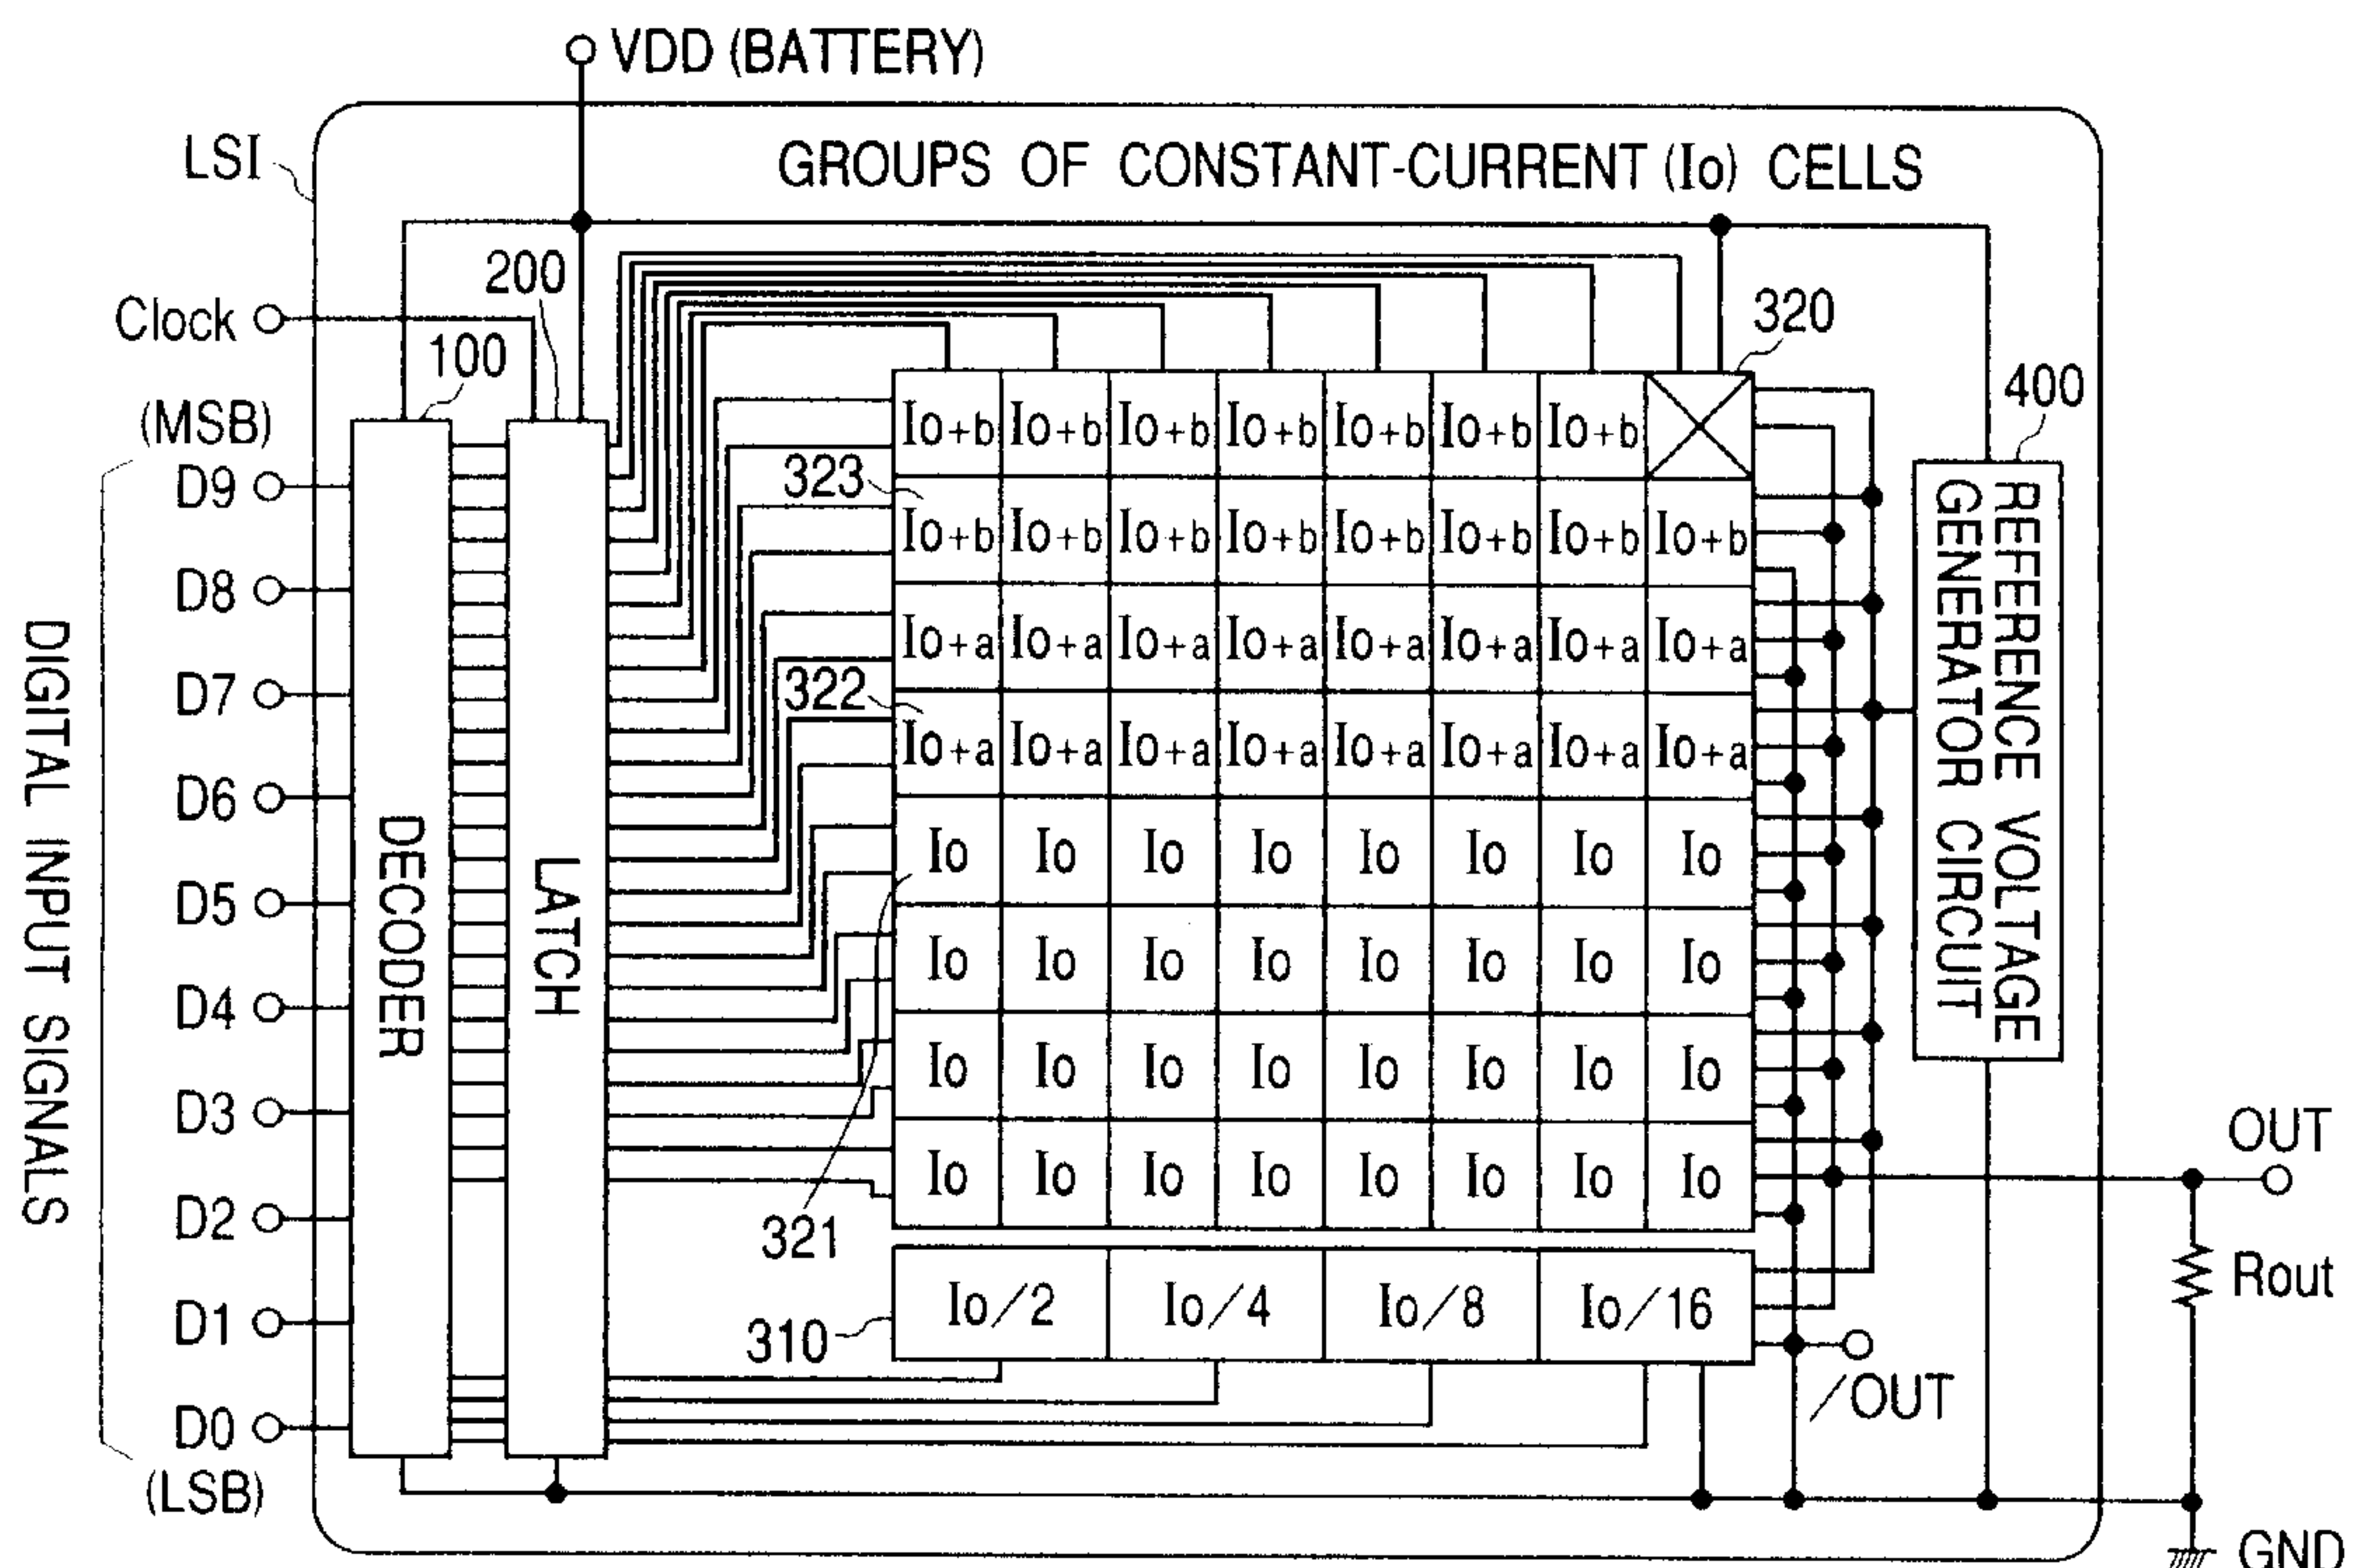 VDD (BATTERY)
LSI
GROUPS OF CONSTANT-CURRENT (Io) CELLS
Clock
200
100
320
400
(MSB)
D9
D8
D7
D6
D5
D4
D3
D2
D1
D0
(LSB)
DIGITAL INPUT SIGNALS
DECODER
LATCH
Io+b Io+b Io+b Io+b Io+b Io+b Io+b
323
Io+b Io+b Io+b Io+b Io+b Io+b Io+b Io+b
Io+a Io+a Io+a Io+a Io+a Io+a Io+a Io+a
322
Io+a Io+a Io+a Io+a Io+a Io+a Io+a Io+a
Io Io Io Io Io Io Io Io
Io Io Io Io Io Io Io Io
Io Io Io Io Io Io Io Io
Io Io Io Io Io Io Io Io
321
310
Io/2 Io/4 Io/8 Io/16
REFERENCE VOLTAGE
GENERATOR CIRCUIT
OUT
Rout
/OUT
GND